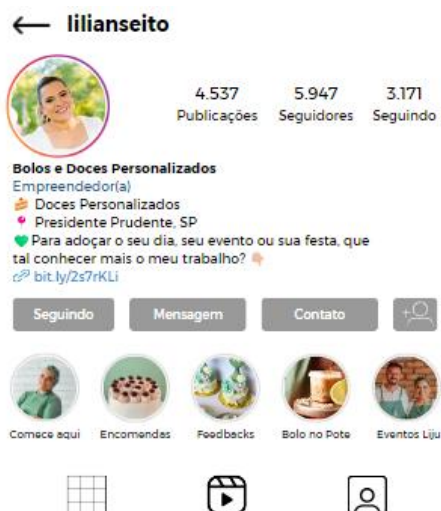 lilianseito
4.537 5.947 3.171
Publicações Seguidores Seguindo
Bolos e Doces Personalizados
Empreendedor(a)
🍰 Doces Personalizados
📍 Presidente Prudente, SP
💚 Para adoçar o seu dia, seu evento ou sua festa, que
tal conhecer mais o meu trabalho? 👇
bit.ly/2s7rKLi
Seguindo Mensagem Contato
Comece aqui Encomendas Feedbacks Bolo no Pote Eventos Liju